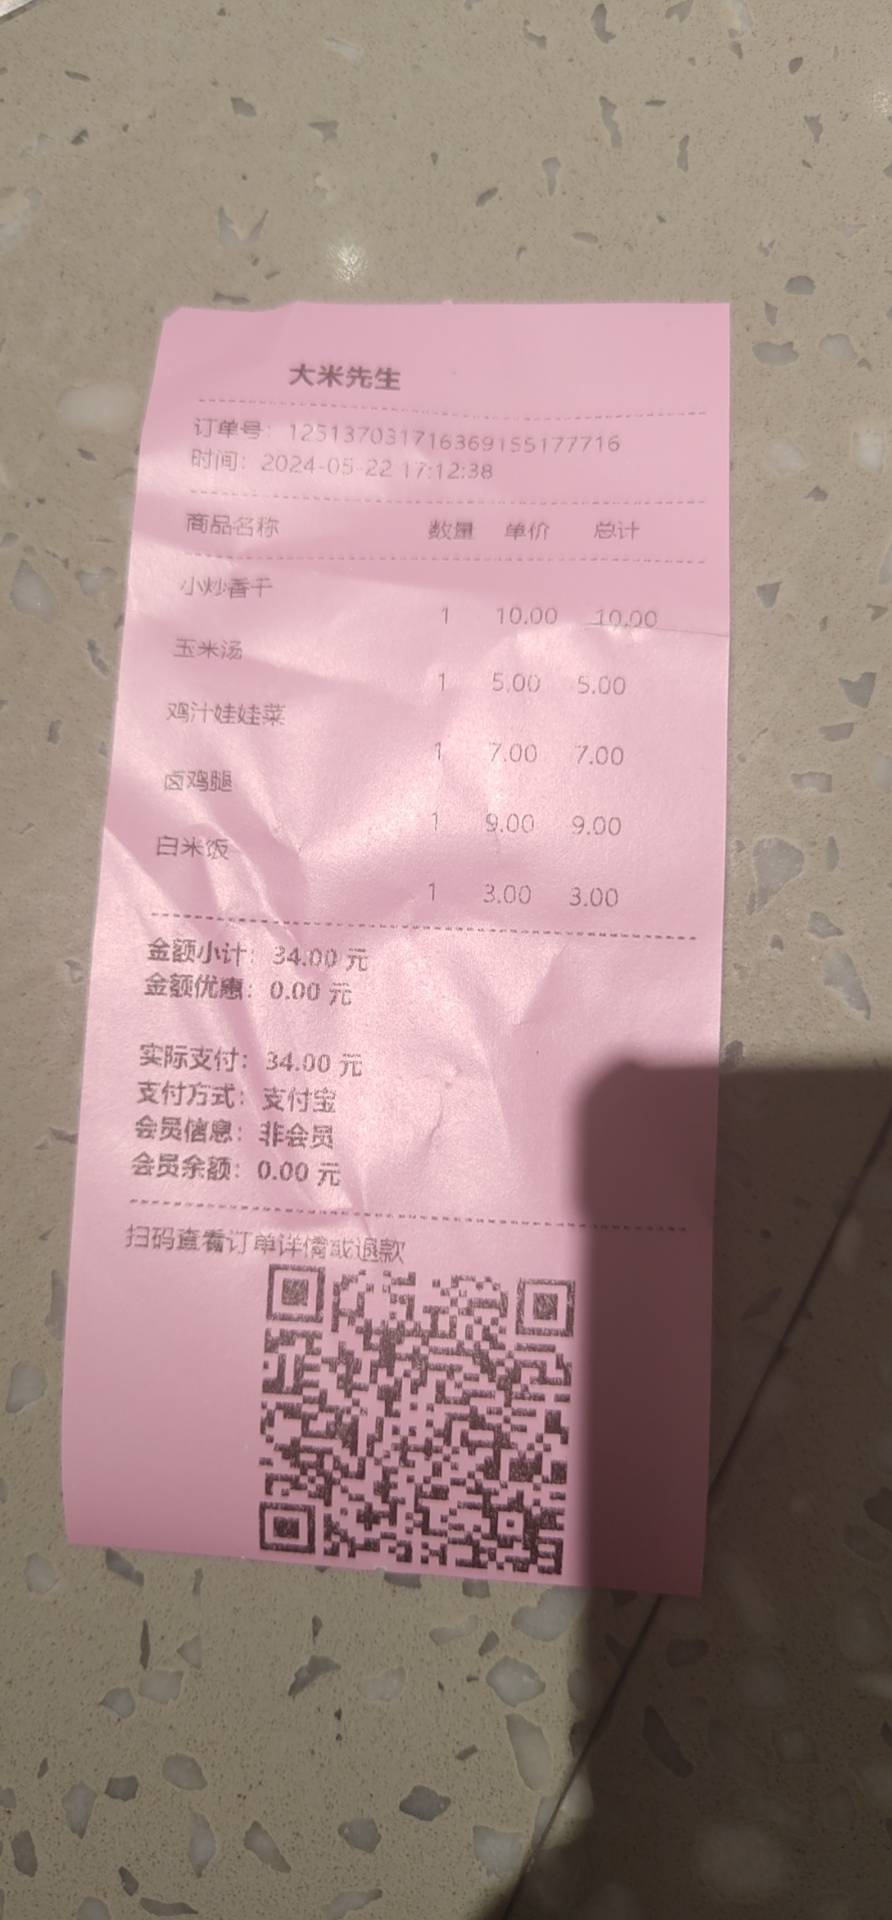 大米先生
订单号：1251370317163691551777​16
时间：2024-05-22 17:12:38
商品名称 数量 单价 总计
小炒香干
1 10.00 10.00
玉米汤
1 5.00 5.00
鸡汁娃娃菜
1 7.00 7.00
卤鸡腿
1 9.00 9.00
白米饭
1 3.00 3.00
金额小计：34.00 元
金额优惠：0.00 元
实际支付：34.00 元
支付方式：支付宝
会员信息：非会员
会员余额：0.00 元
扫码查看订单详情或退款